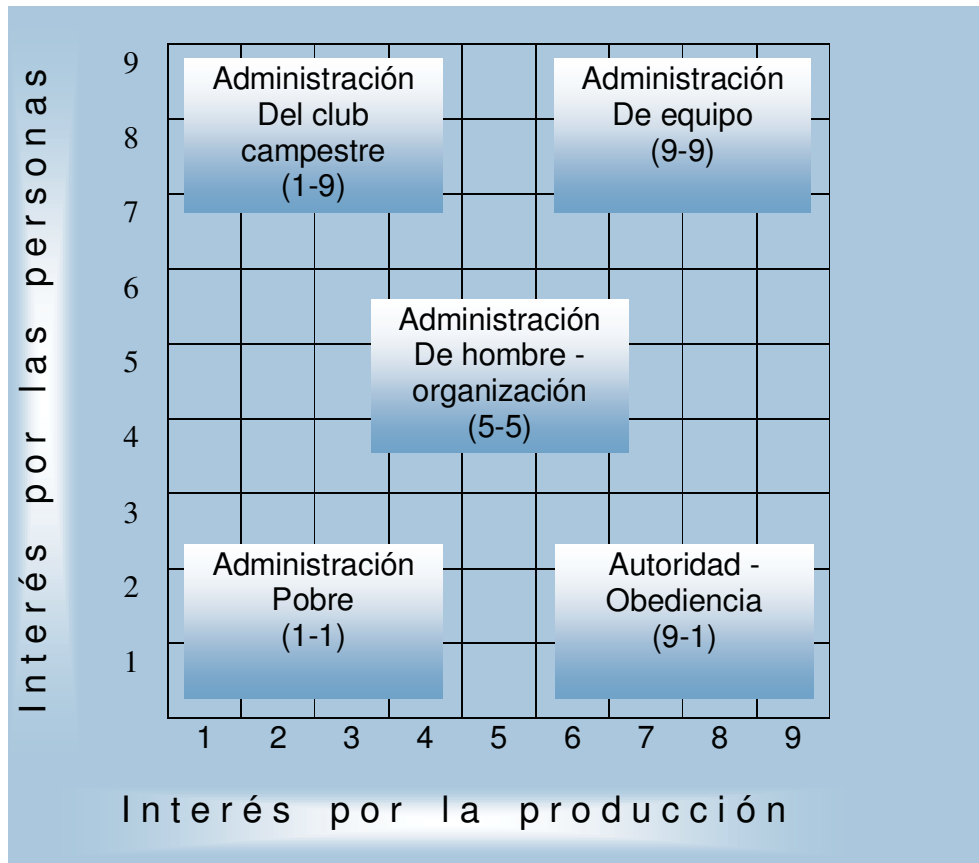 Interés por las personas
9
8
7
6
5
4
3
2
1
Administración
Del club
campestre
(1-9)
Administración
De equipo
(9-9)
Administración
De hombre -
organización
(5-5)
Administración
Pobre
(1-1)
Autoridad -
Obediencia
(9-1)
1 2 3 4 5 6 7 8 9
Interés por la producción